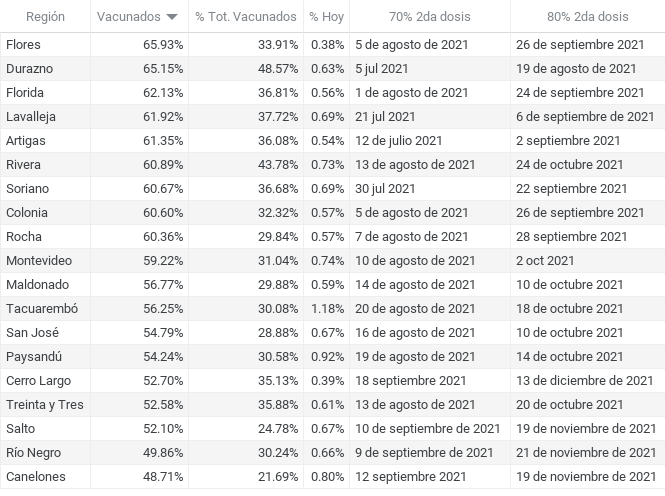 Región Vacunados % Tot. Vacunados % Hoy 70% 2da dosis 80% 2da dosis
Flores 65.93% 33.91% 0.38% 5 de agosto de 2021 26 de septiembre 2021
Durazno 65.15% 48.57% 0.63% 5 jul 2021 19 de agosto de 2021
Florida 62.13% 36.81% 0.56% 1 de agosto de 2021 24 de septiembre 2021
Lavalleja 61.92% 37.72% 0.69% 21 jul 2021 6 de septiembre de 2021
Artigas 61.35% 36.08% 0.54% 12 de julio 2021 2 septiembre 2021
Rivera 60.89% 43.78% 0.73% 13 de agosto de 2021 24 de octubre 2021
Soriano 60.67% 36.68% 0.69% 30 jul 2021 22 septiembre 2021
Colonia 60.60% 32.32% 0.57% 5 de agosto de 2021 26 de septiembre 2021
Rocha 60.36% 29.84% 0.57% 7 de agosto de 2021 28 septiembre 2021
Montevideo 59.22% 31.04% 0.74% 10 de agosto de 2021 2 oct 2021
Maldonado 56.77% 29.88% 0.59% 14 de agosto de 2021 10 de octubre 2021
Tacuarembó 56.25% 30.08% 1.18% 20 de agosto de 2021 18 de octubre 2021
San José 54.79% 28.88% 0.67% 16 de agosto de 2021 10 de octubre 2021
Paysandú 54.24% 30.58% 0.92% 19 de agosto de 2021 14 de octubre 2021
Cerro Largo 52.70% 35.13% 0.39% 18 septiembre 2021 13 de diciembre de 2021
Treinta y Tres 52.58% 35.88% 0.61% 13 de agosto de 2021 20 de octubre 2021
Salto 52.10% 24.78% 0.67% 10 de septiembre de 2021 19 de noviembre de 2021
Río Negro 49.86% 30.24% 0.66% 9 de septiembre de 2021 21 de noviembre de 2021
Canelones 48.71% 21.69% 0.80% 12 septiembre 2021 19 de noviembre de 2021